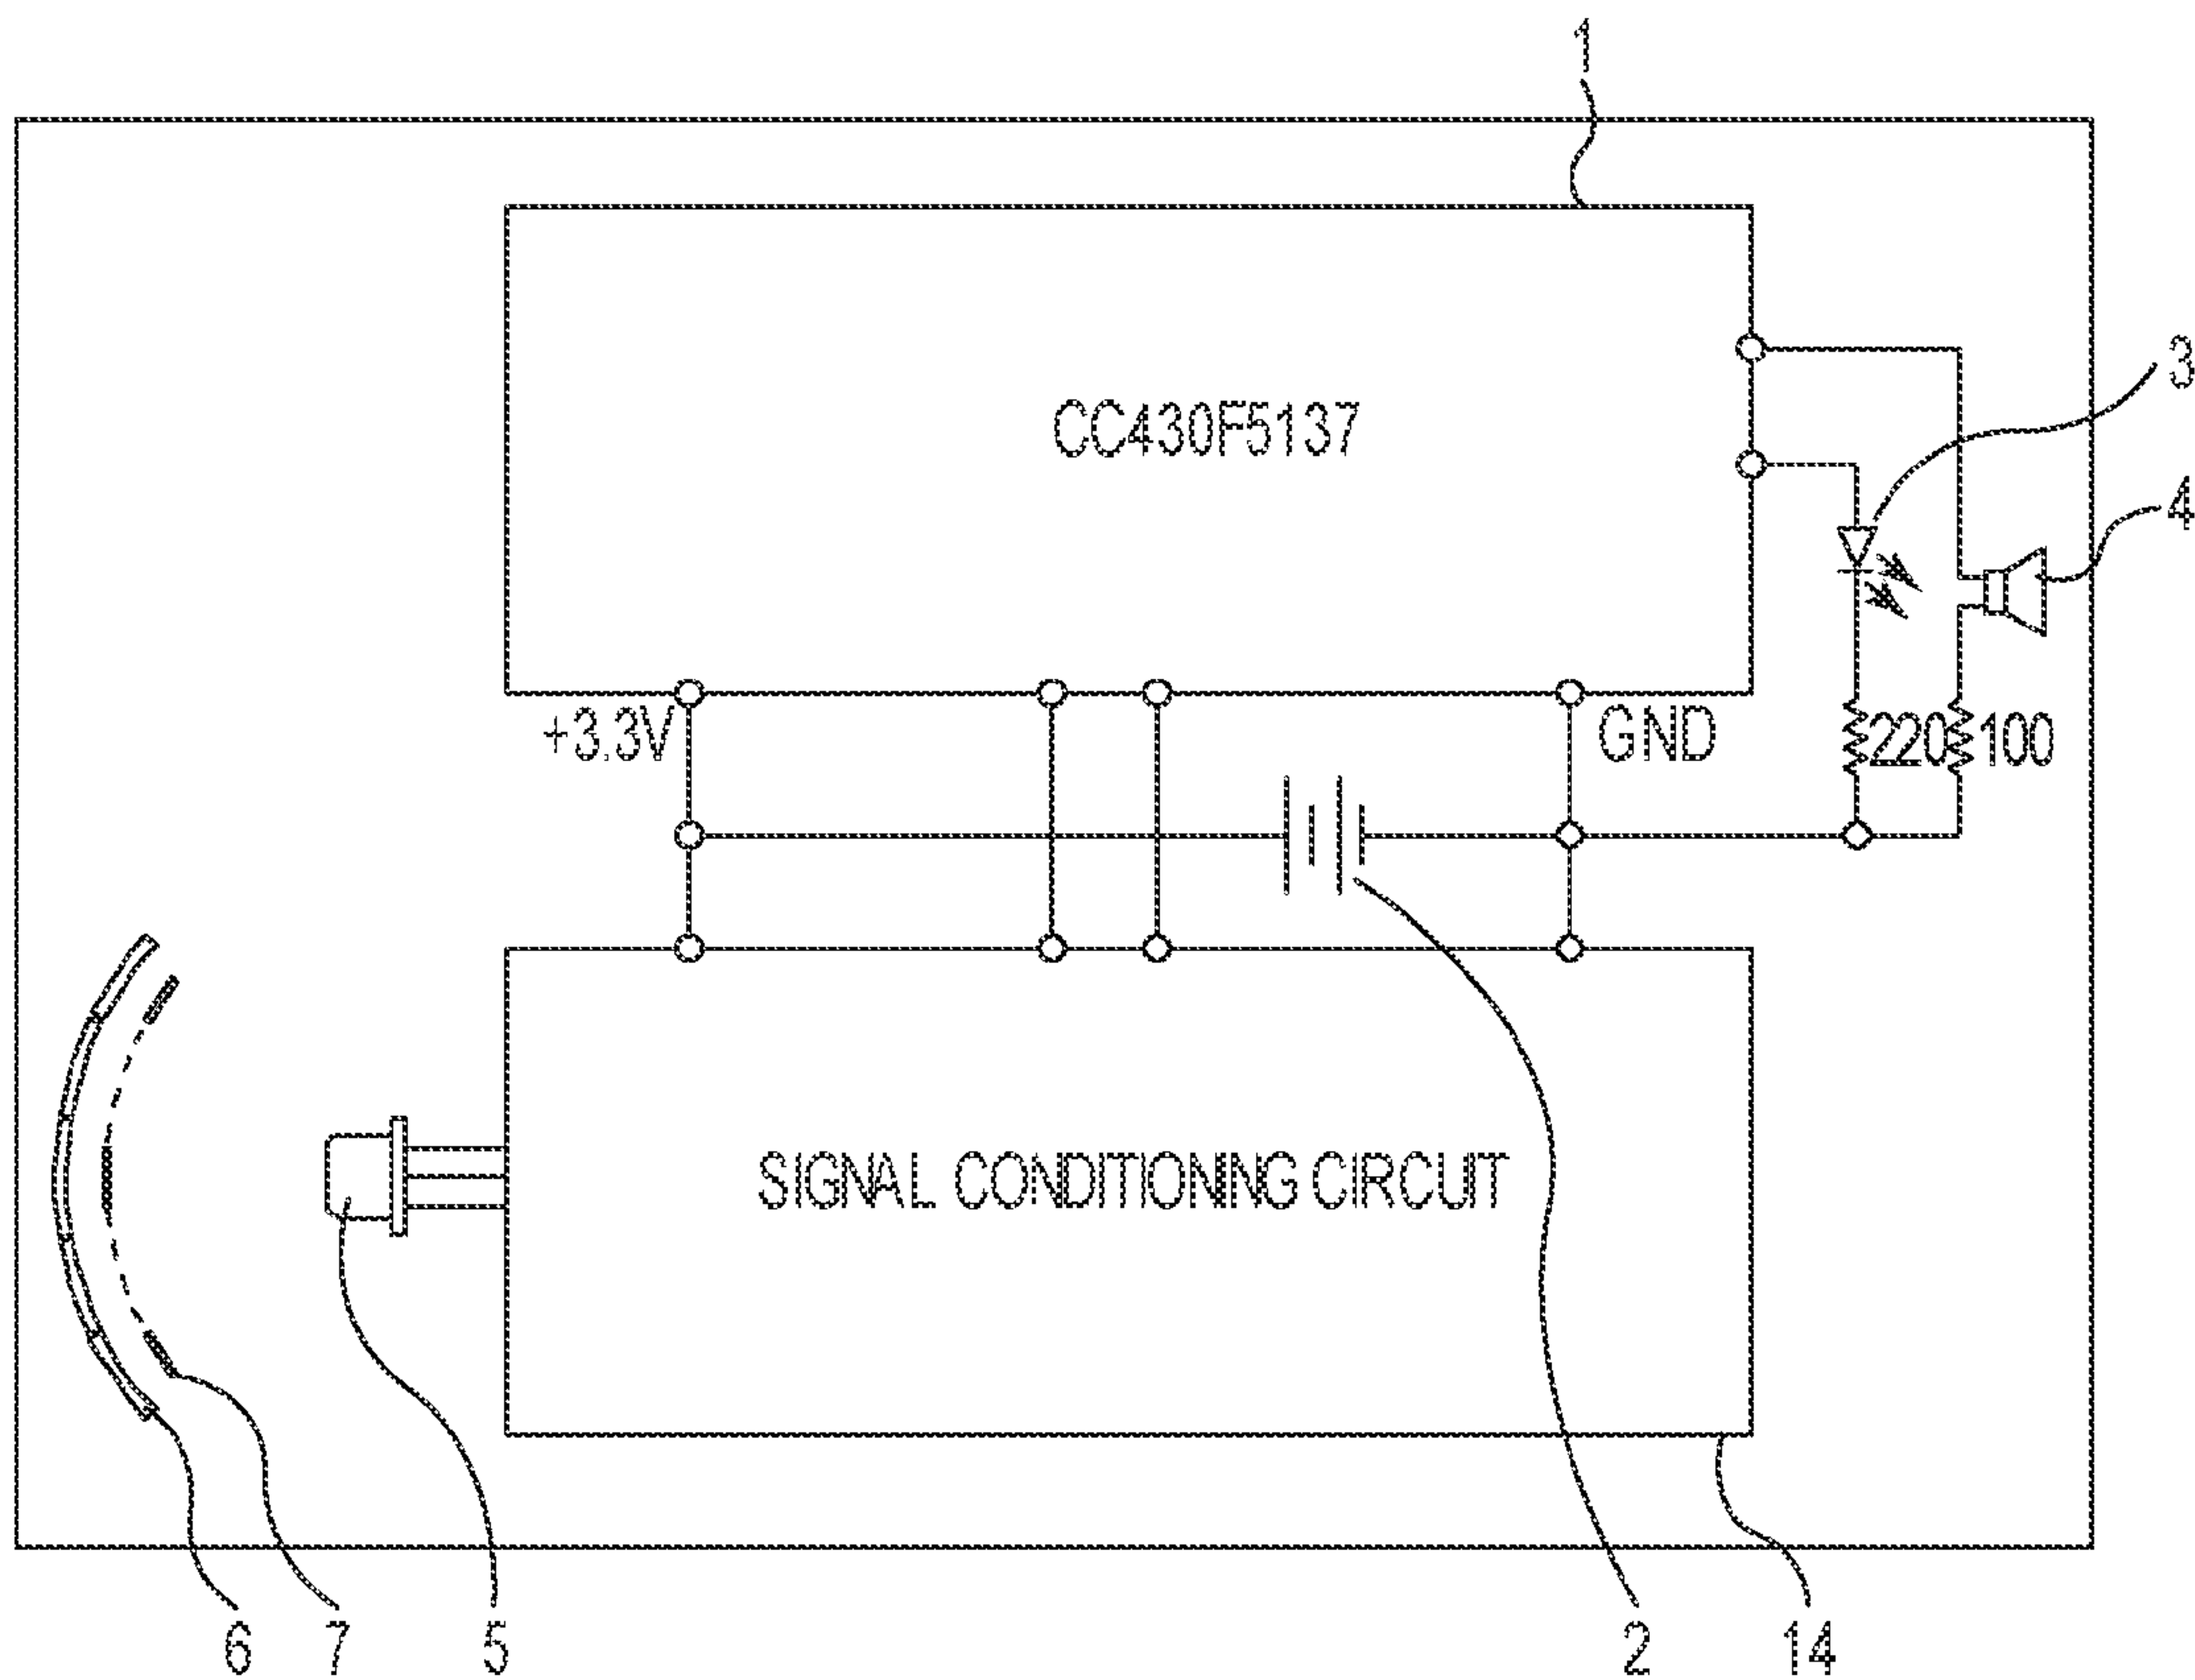 1
CC430F5137
3
4
+3.3V
GND
220
100
SIGNAL CONDITIONING CIRCUIT
6
7
5
2
14